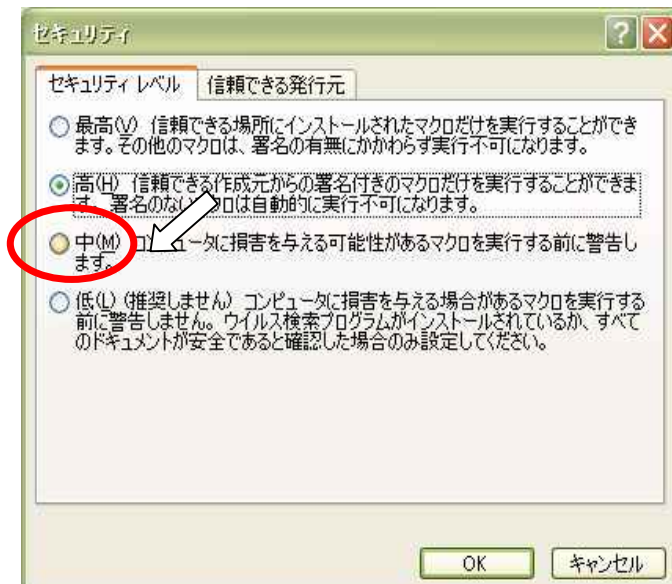 セキュリティ
セキュリティ レベル 信頼できる発行元
最高(V) 信頼できる場所にインストールされたマクロだけを実行することができ
ます。その他のマクロは、署名の有無にかかわらず実行不可になります。
高(H) 信頼できる作成元からの署名付きのマクロだけを実行することができま
す。署名のない クロは自動的に実行不可になります。
中(M) コンピュータに損害を与える可能性があるマクロを実行する前に警告し
ます。
低(L) (推奨しません) コンピュータに損害を与える場合があるマクロを実行する
前に警告しません。ウイルス検索プログラムがインストールされているか、すべて
のドキュメントが安全であると確認した場合のみ設定してください。
OK キャンセル